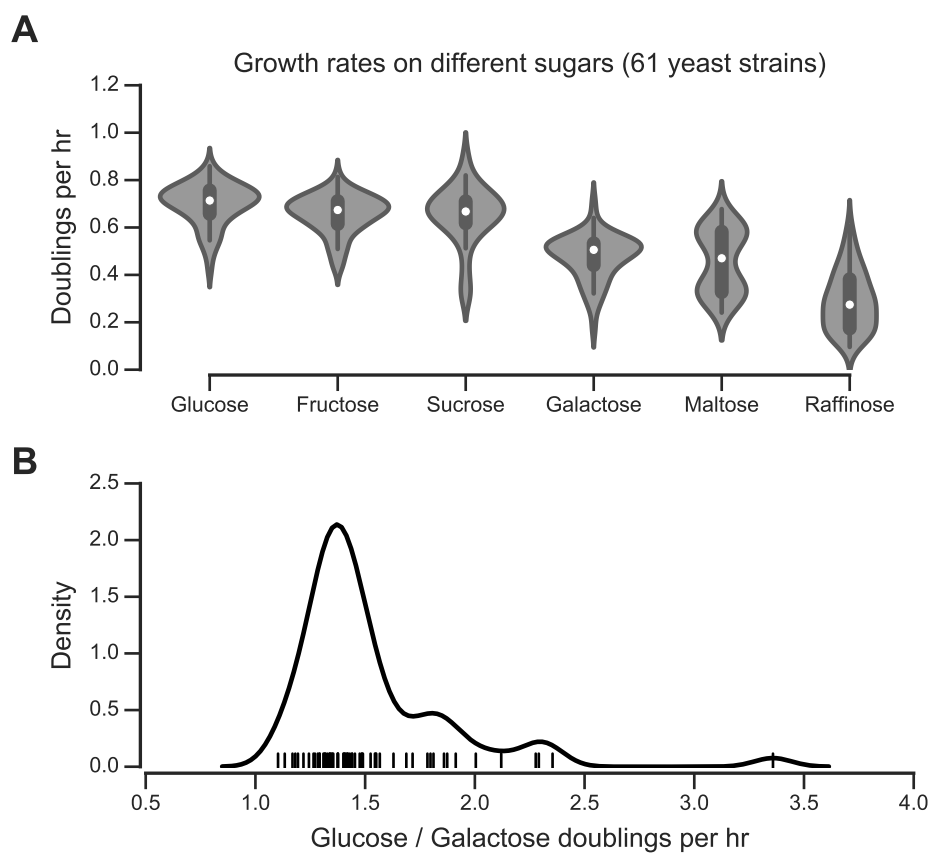 A
Growth rates on different sugars (61 yeast strains)
Doublings per hr
1.2
1.0
0.8
0.6
0.4
0.2
0.0
Glucose Fructose Sucrose Galactose Maltose Raffinose
B
Density
2.5
2.0
1.5
1.0
0.5
0.0
0.5 1.0 1.5 2.0 2.5 3.0 3.5 4.0
Glucose / Galactose doublings per hr